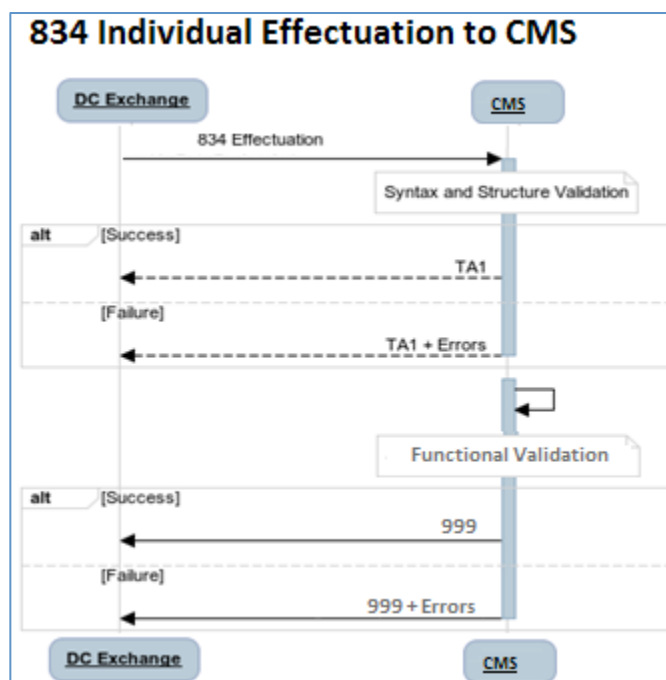 834 Individual Effectuation to CMS
DC Exchange
CMS
834 Effectuation
Syntax and Structure Validation
alt
[Success]
TA1
[Failure]
TA1 + Errors
Functional Validation
alt
[Success]
999
[Failure]
999 + Errors
DC Exchange
CMS